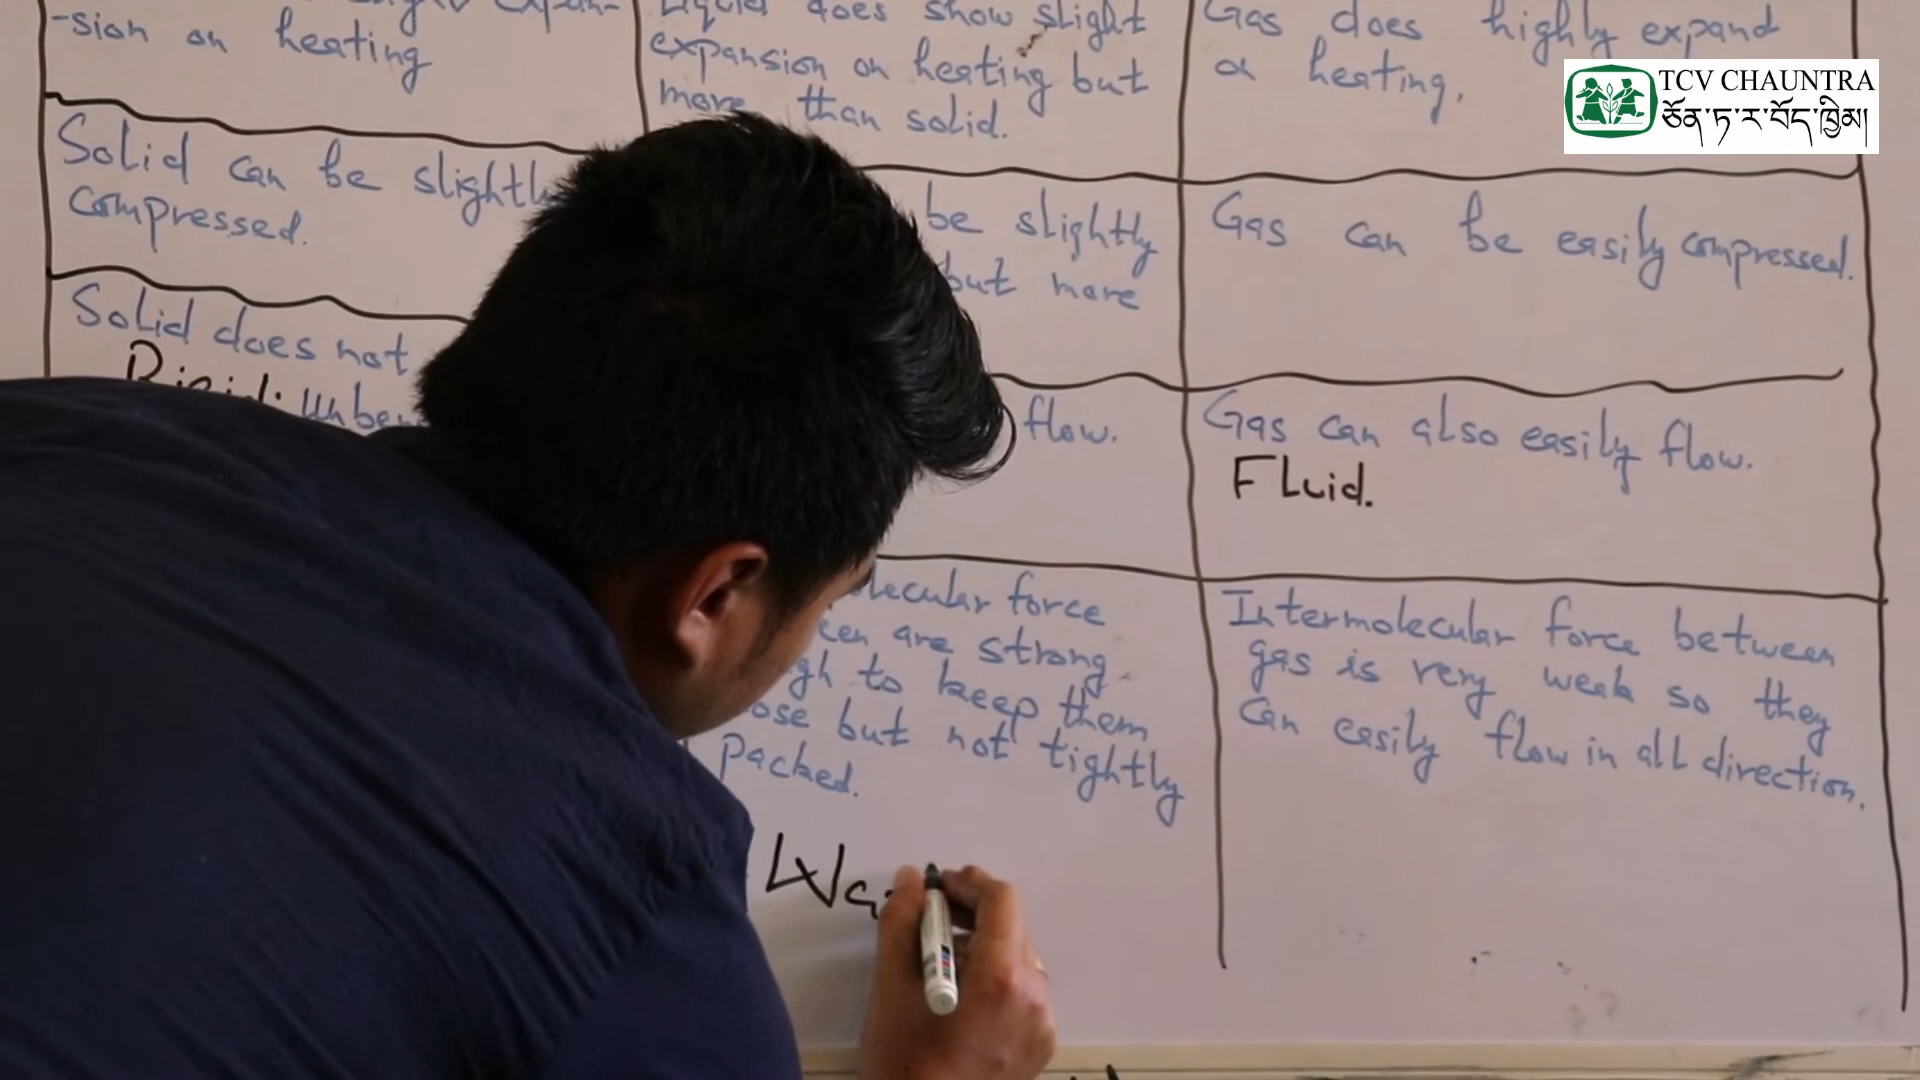 -sion on heating
Liquid does show slight
expansion on heating but
more than solid.
Gas does highly expand
on heating.
TCV CHAUNTRA
ཅོན་ཏ་ར་བོད་ཁྱིམ།
Solid can be slightly
compressed.
be slightly
but more
Gas can be easily compressed.
Solid does not
Rigid: Unben
flow.
Gas can also easily flow.
Fluid.
lecular force
een are strong
gh to keep them
ose but not tightly
packed.
Intermolecular force between
gas is very weak so they
can easily flow in all direction.
Wa